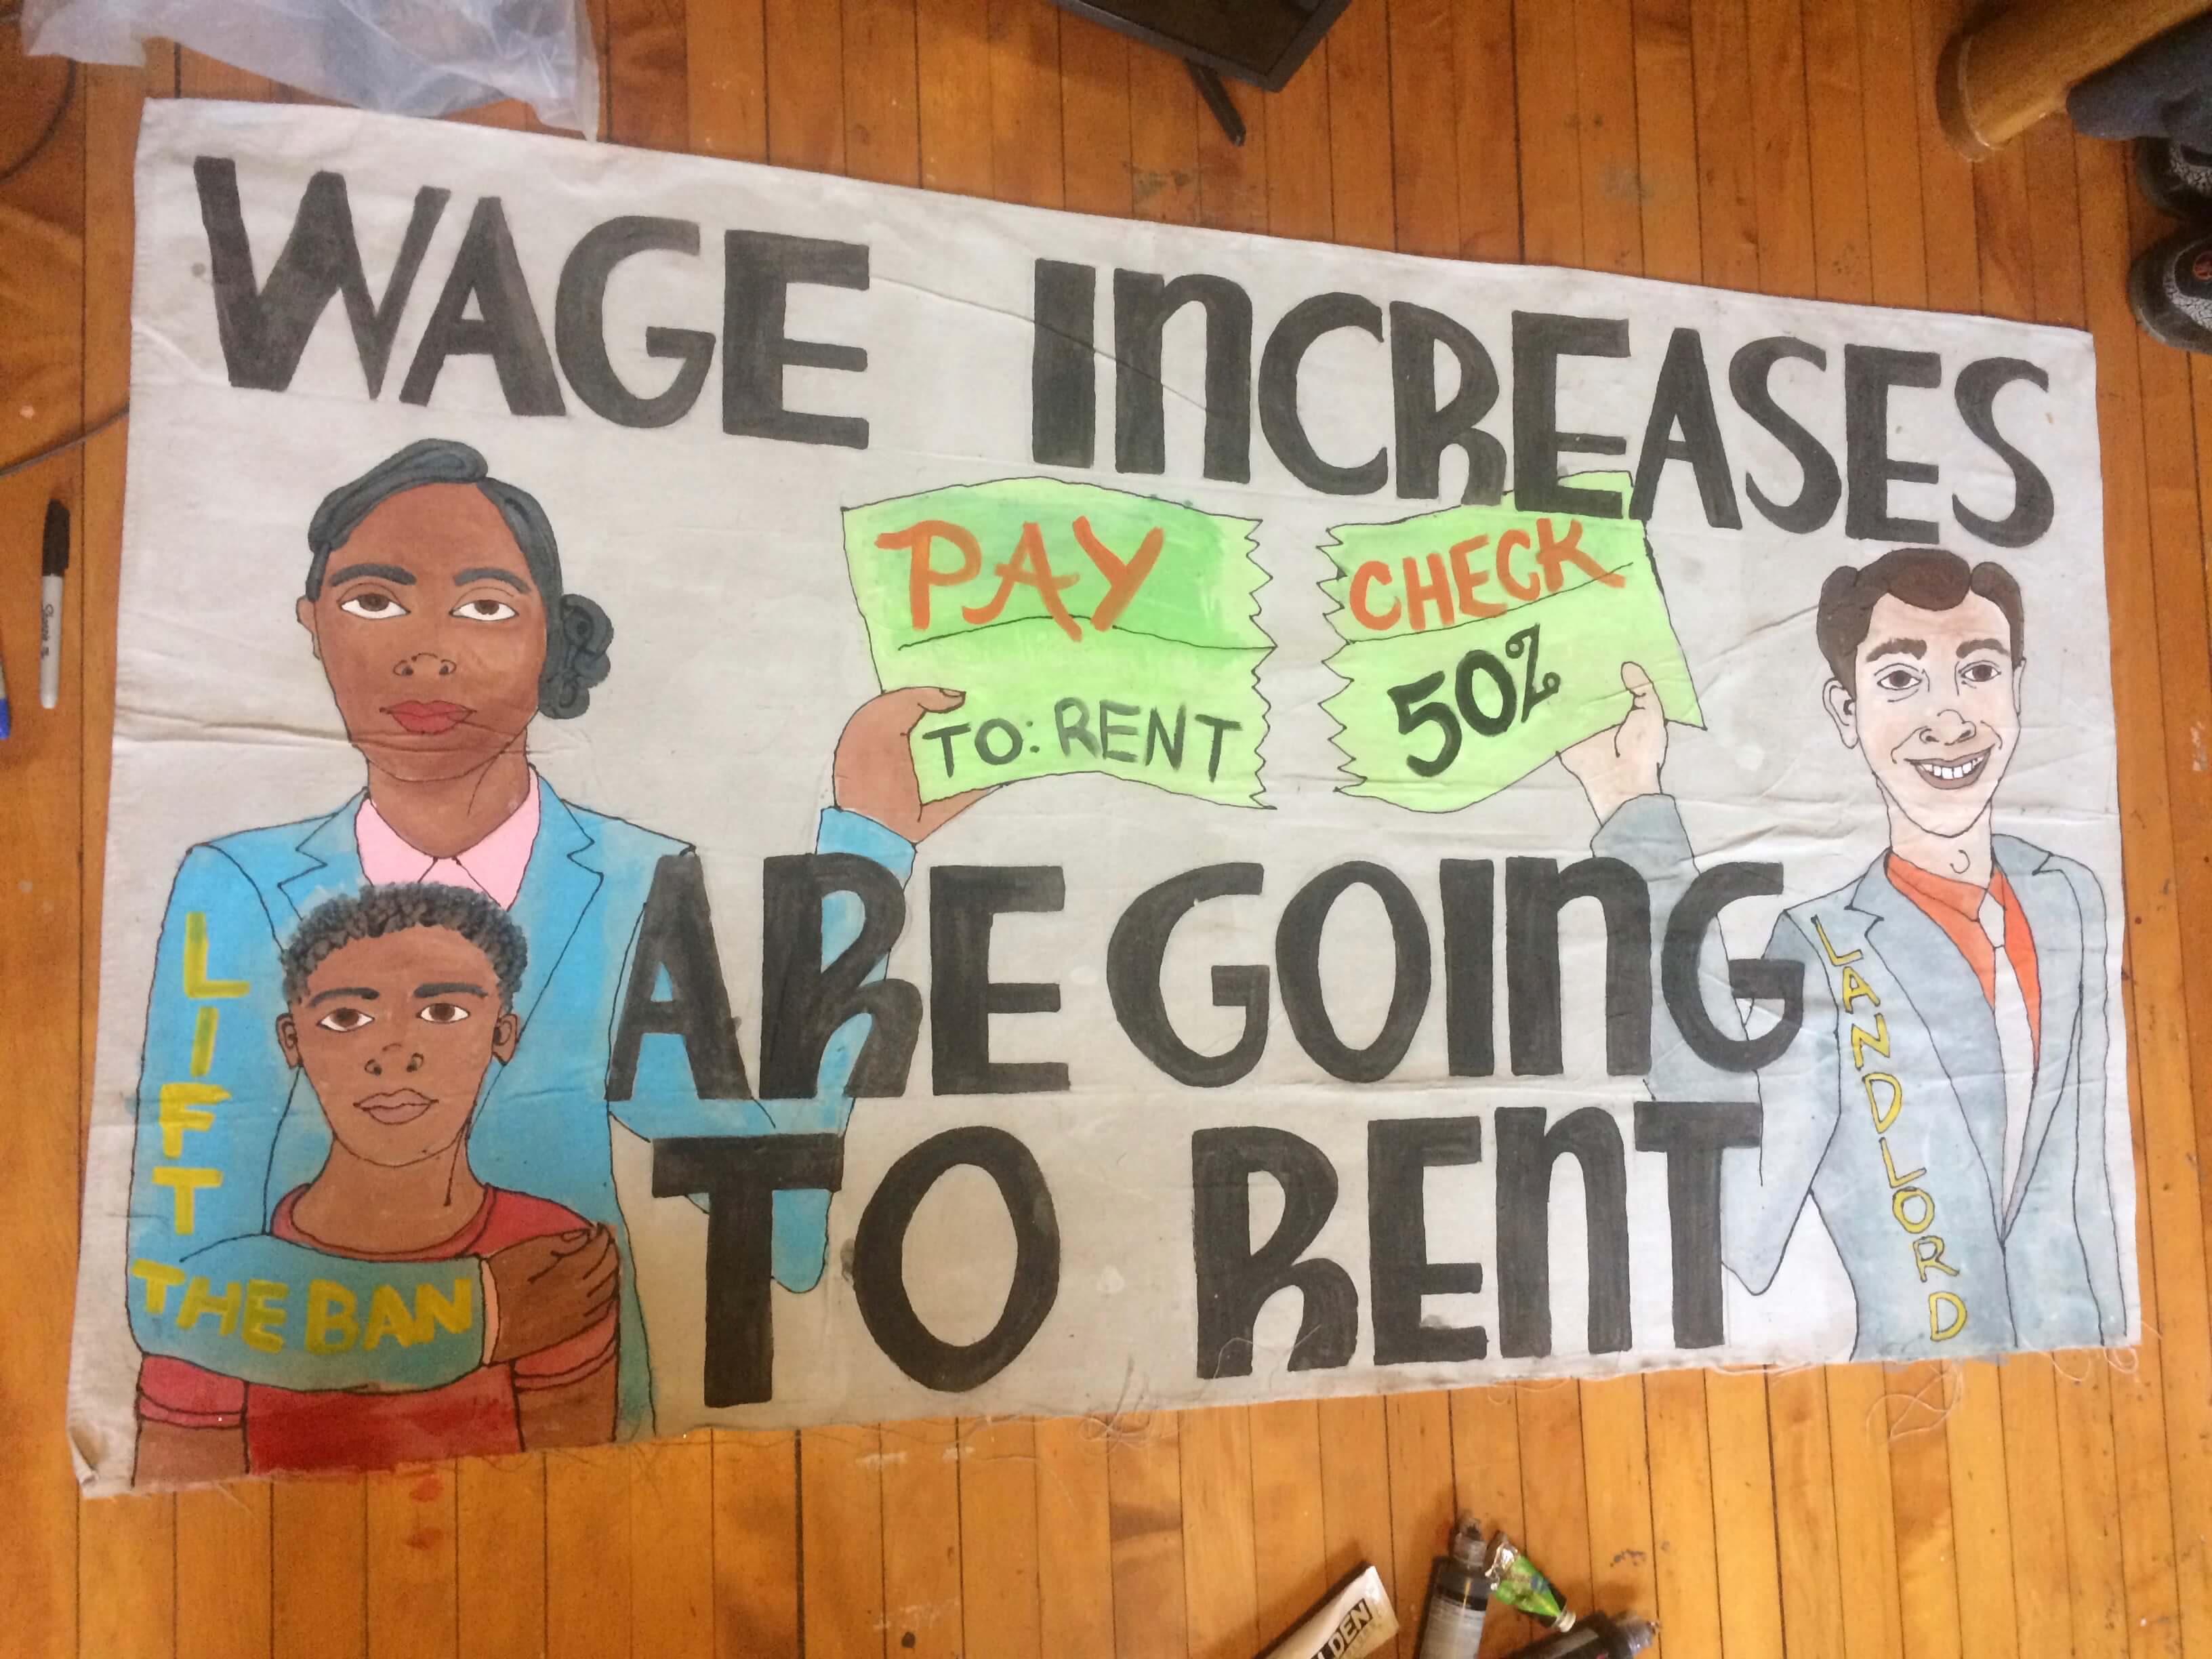 WAGE INCREASES
PAY
TO: RENT
CHECK
50%
ARE GOING
TO RENT
LIFT
THE BAN
LANDLORD